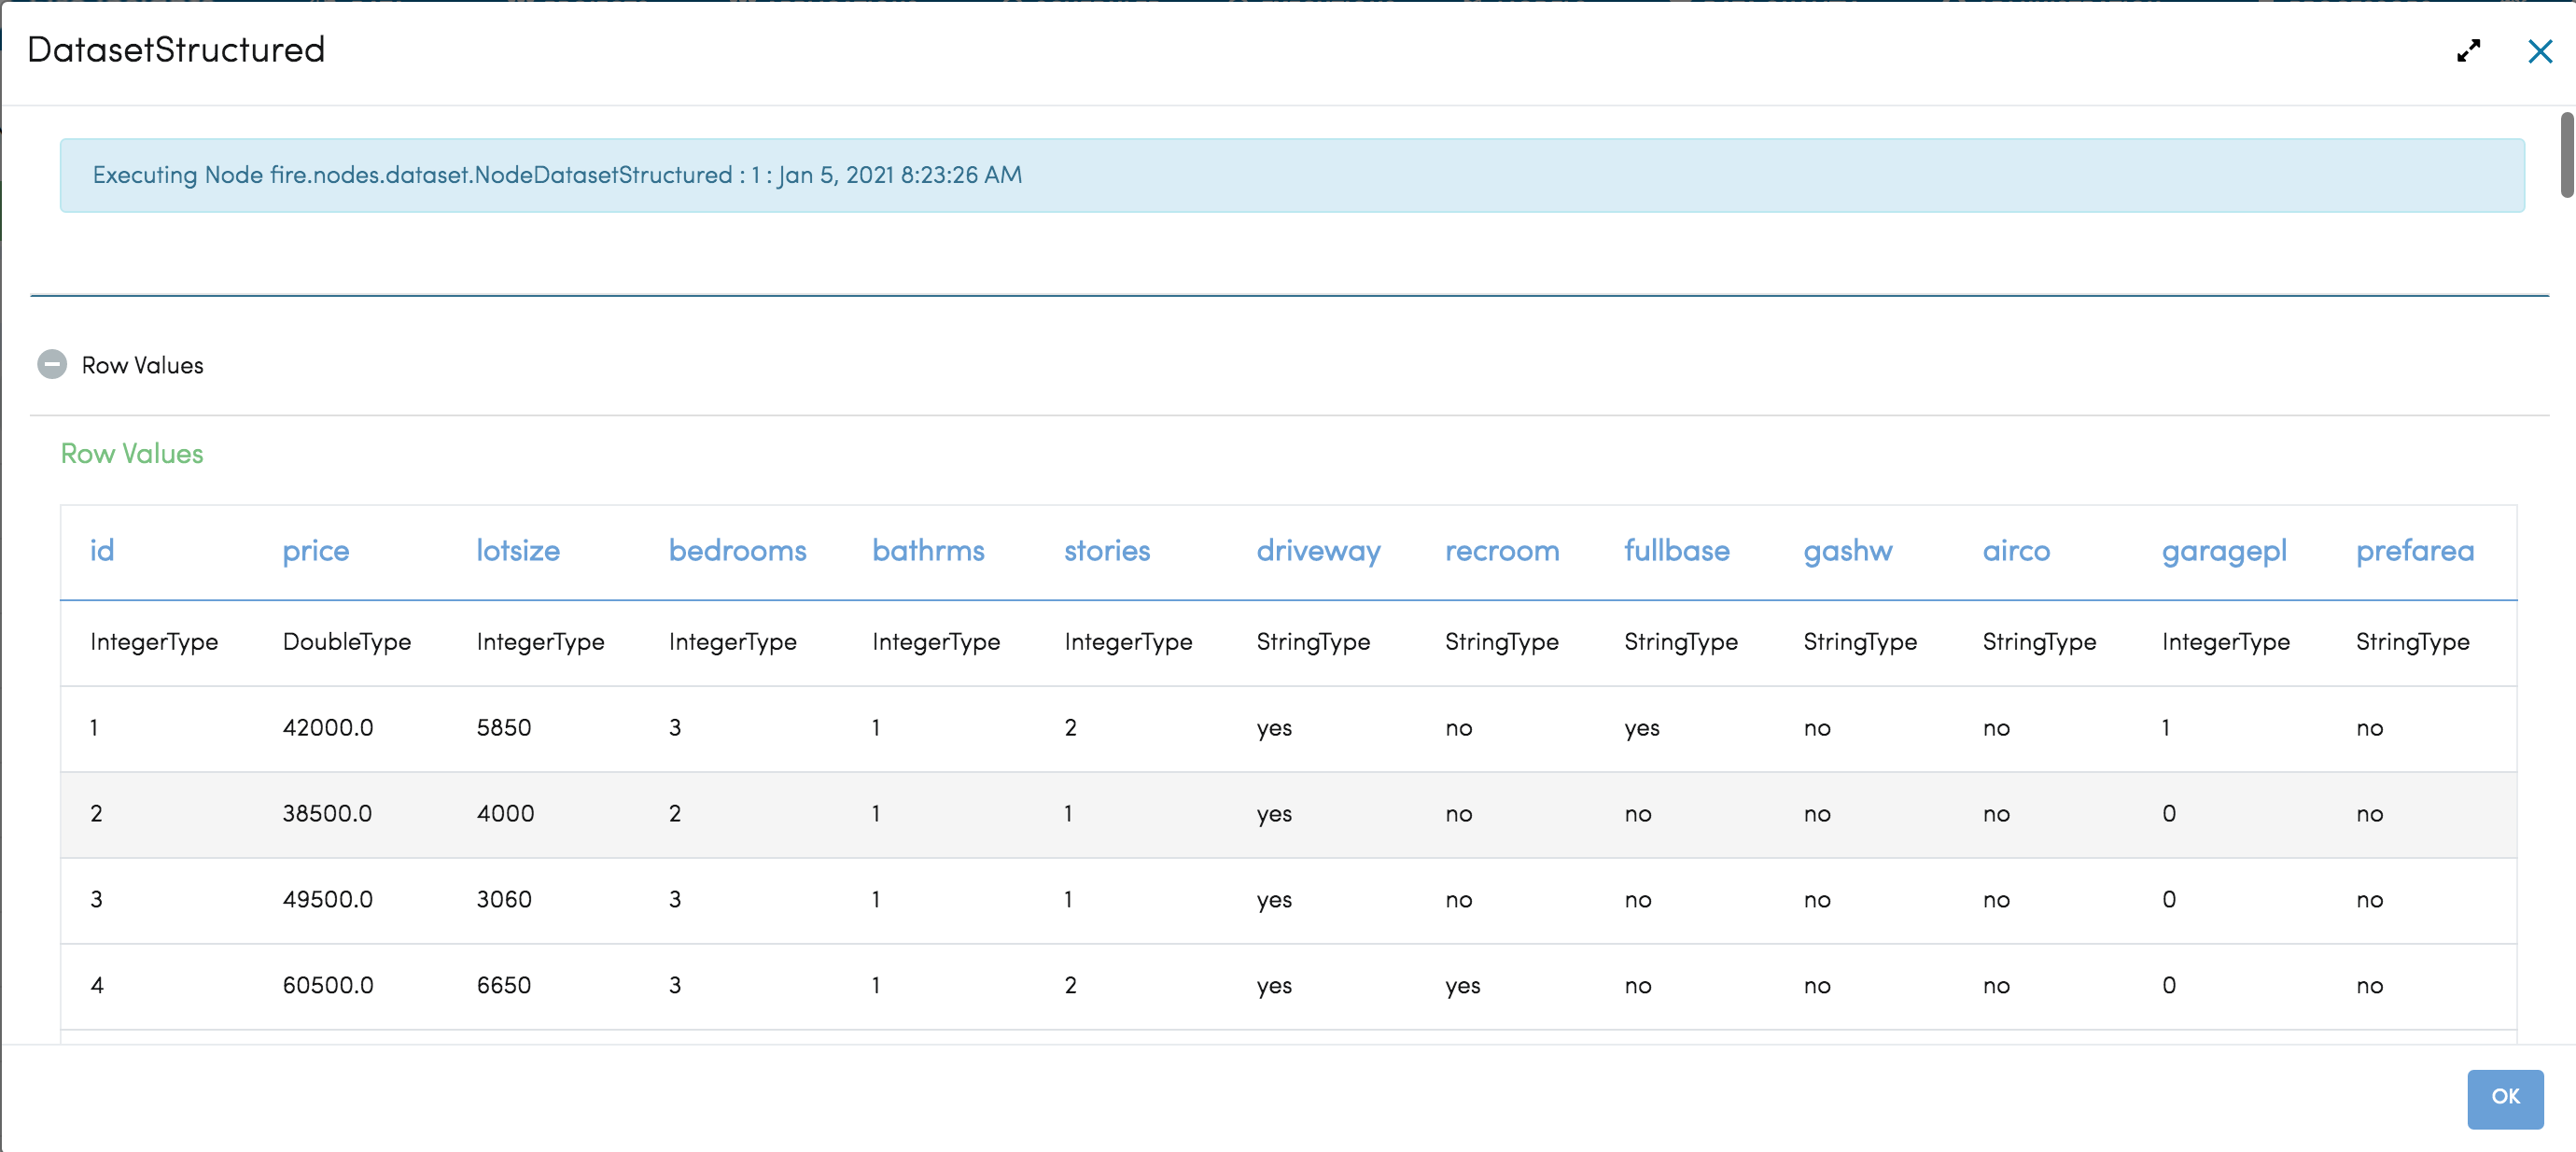 DatasetStructured
Executing Node fire.nodes.dataset.NodeDatasetStructured : 1 : Jan 5, 2021 8:23:26 AM
Row Values
Row Values
id price lotsize bedrooms bathrms stories driveway recroom fullbase gashw airco garagepl prefarea
IntegerType DoubleType IntegerType IntegerType IntegerType IntegerType StringType StringType StringType StringType StringType IntegerType StringType
1 42000.0 5850 3 1 2 yes no yes no no 1 no
2 38500.0 4000 2 1 1 yes no no no no 0 no
3 49500.0 3060 3 1 1 yes no no no no 0 no
4 60500.0 6650 3 1 2 yes yes no no no 0 no
OK